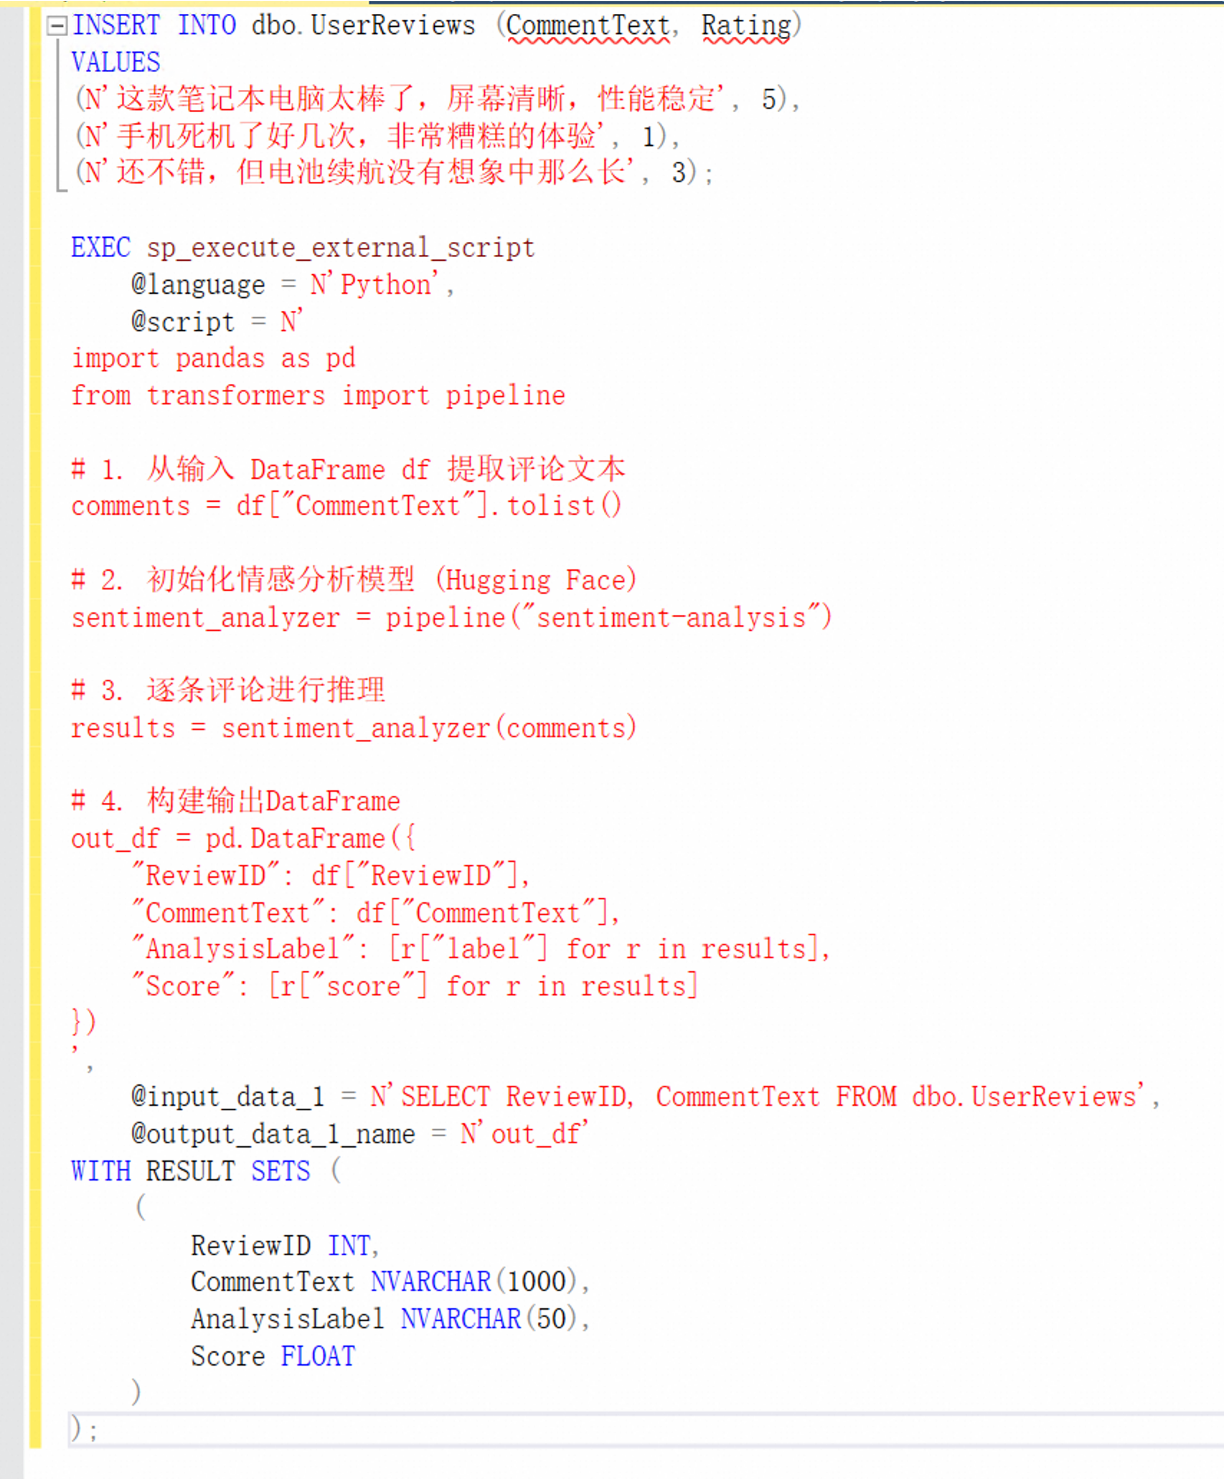 INSERT INTO dbo.UserReviews (CommentText, Rating)
VALUES
(N'这款笔记本电脑太棒了，屏幕清晰，性能稳定', 5),
(N'手机死机了好几次，非常糟糕的体验', 1),
(N'还不错，但电池续航没有想象中那么长', 3);
EXEC sp_execute_external_script
@language = N'Python',
@script = N'
import pandas as pd
from transformers import pipeline
# 1. 从输入 DataFrame df 提取评论文本
comments = df["CommentText"].tolist()
# 2. 初始化情感分析模型 (Hugging Face)
sentiment_analyzer = pipeline("sentiment-analysis")
# 3. 逐条评论进行推理
results = sentiment_analyzer(comments)
# 4. 构建输出DataFrame
out_df = pd.DataFrame({
"ReviewID": df["ReviewID"],
"CommentText": df["CommentText"],
"AnalysisLabel": [r["label"] for r in results],
"Score": [r["score"] for r in results]
})
',
@input_data_1 = N'SELECT ReviewID, CommentText FROM dbo.UserReviews',
@output_data_1_name = N'out_df'
WITH RESULT SETS (
(
ReviewID INT,
CommentText NVARCHAR(1000),
AnalysisLabel NVARCHAR(50),
Score FLOAT
)
);